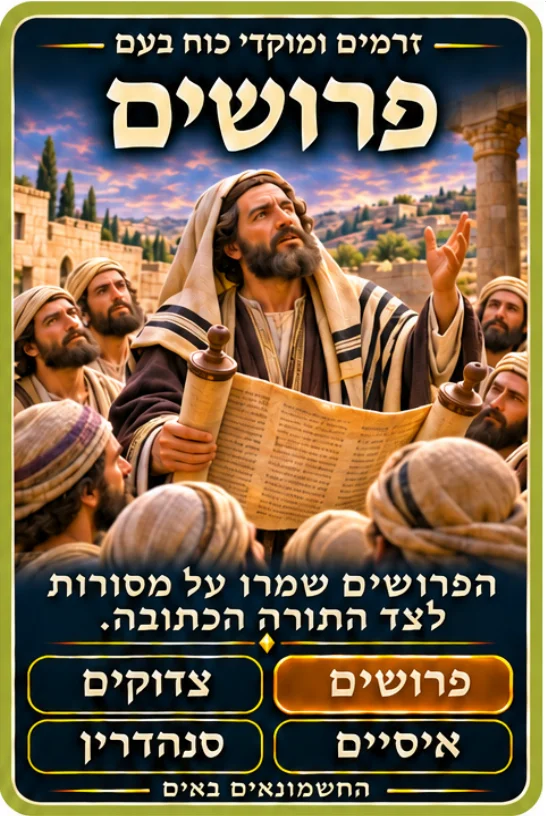 זרמים ומוקדי כוח בעם
פרושים
הפרושים שמרו על מסורות
לצד התורה הכתובה.
פרושים
צדוקים
איסיים
סנהדרין
החשמונאים באים